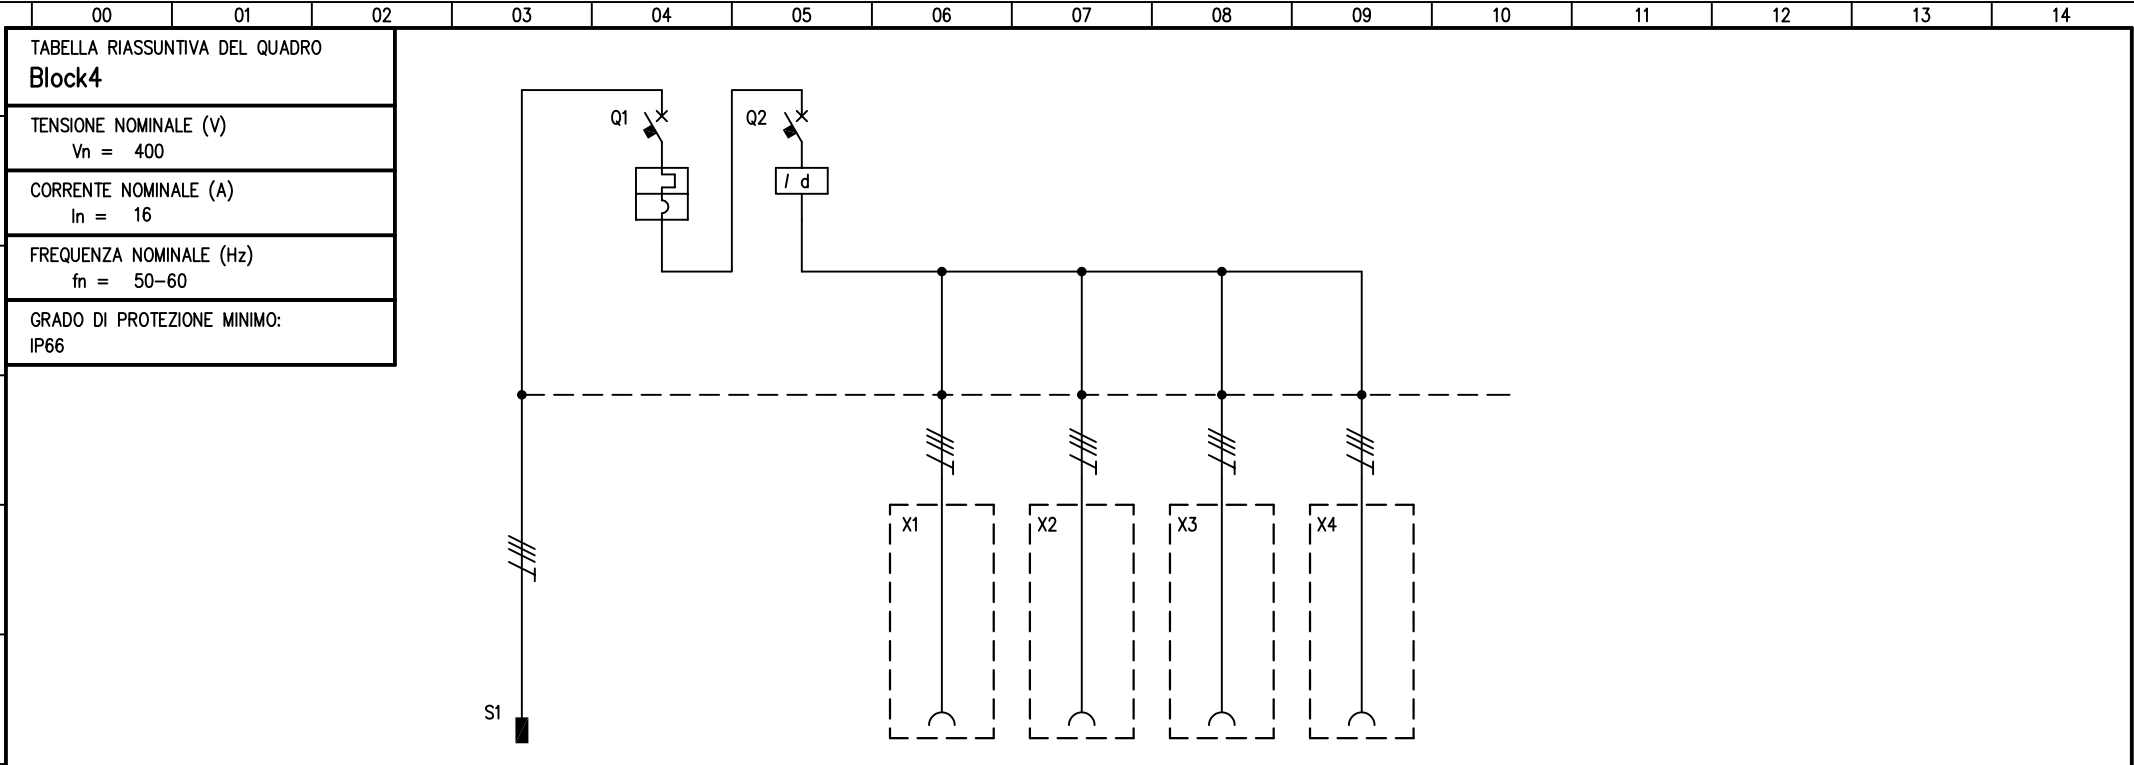 00 01 02 03 04 05 06 07 08 09 10 11 12 13 14
TABELLA RIASSUNTIVA DEL QUADRO
Block4
TENSIONE NOMINALE (V)
Vn = 400
CORRENTE NOMINALE (A)
In = 16
FREQUENZA NOMINALE (Hz)
fn = 50-60
GRADO DI PROTEZIONE MINIMO:
IP66
Q1 Q2
I d
X1 X2 X3 X4
S1